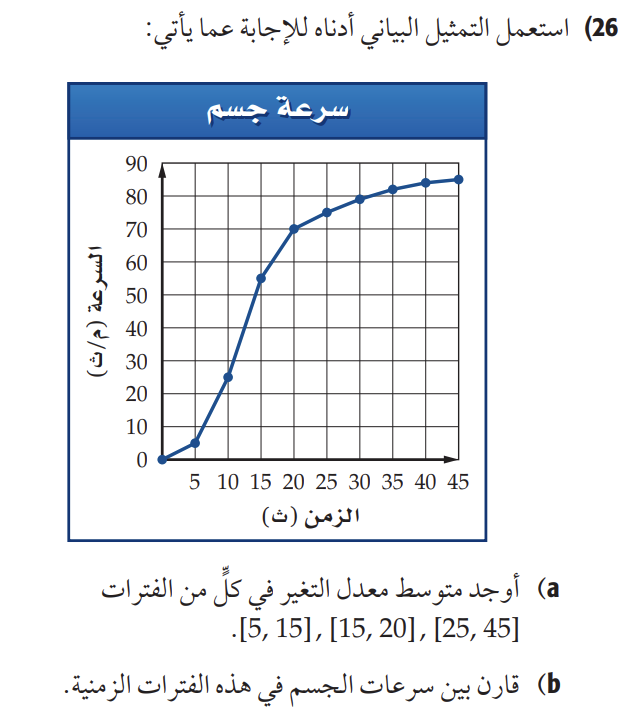 26) استعمل التمثيل البياني أدناه للإجابة عما يأتي:
سرعة جسم
السرعة (م/ث)
90
80
70
60
50
40
30
20
10
0
5 10 15 20 25 30 35 40 45
الزمن (ث)
a) أوجد متوسط معدل التغير في كلٍّ من الفترات
[5, 15] , [15, 20] , [25, 45].
b) قارن بين سرعات الجسم في هذه الفترات الزمنية.